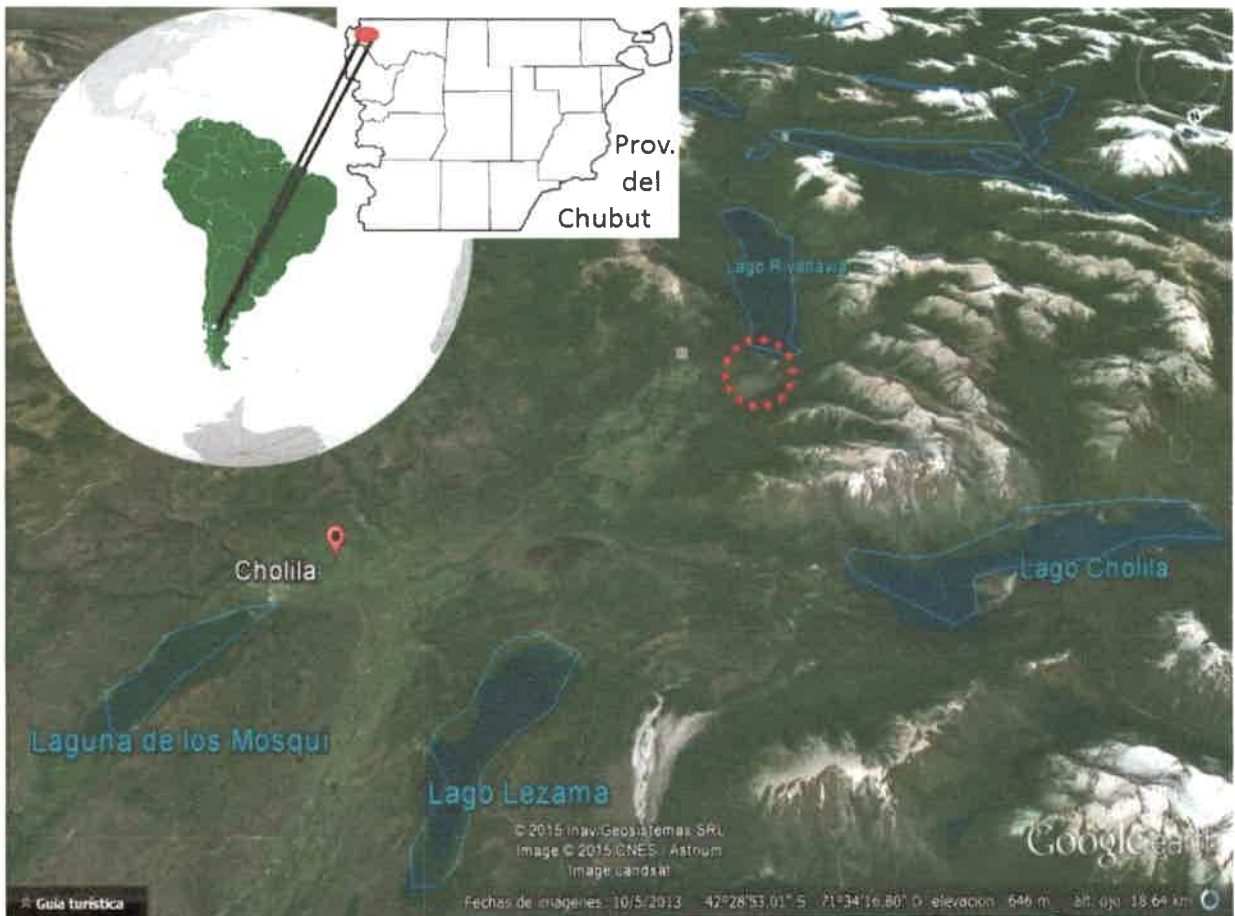 Prov.
del
Chubut
Lago Rivadavia
Cholila
Lago Cholila
Laguna de los Mosqui
Lago Lezama
© 2015 Inav/Geosistemas SRL
Image © 2015 CNES / Astrium
Image Landsat
Google earth
Guía turística
Fechas de imágenes: 10/5/2013 42°28'53.01" S 71°34'16.80" O elevación 646 m alt. ojo 18.64 km
N